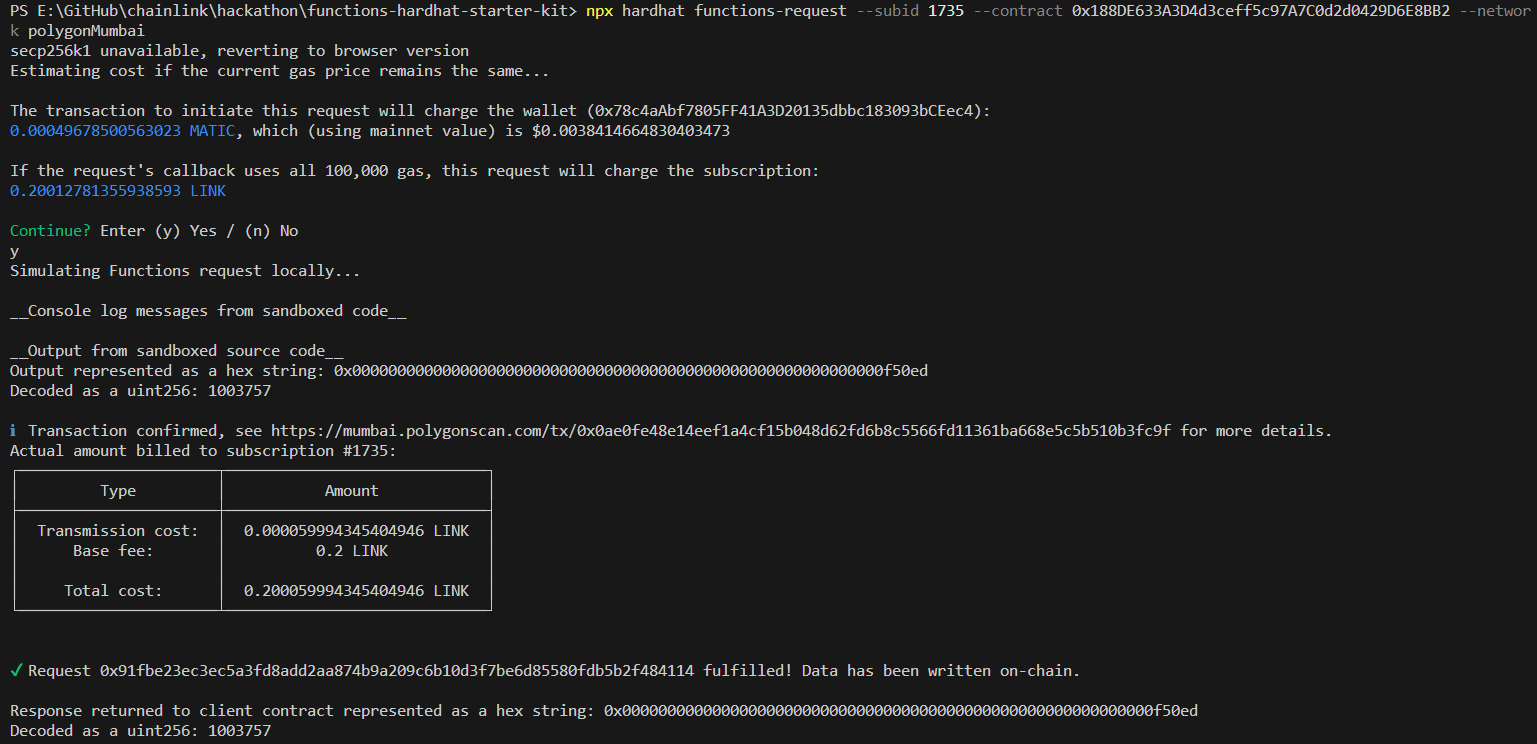 PS E:\GitHub\chainlink\hackathon\functions-hardhat-starter-kit> npx hardhat functions-request --subid 1735 --contract 0x188DE633A3D4d3ceff5c97A7C0d2d0429D6E8BB2 --networ
k polygonMumbai
secp256k1 unavailable, reverting to browser version
Estimating cost if the current gas price remains the same...
The transaction to initiate this request will charge the wallet (0x78c4aAbf7805FF41A3D20135dbbc183093bCEec4):
0.00049678500563023 MATIC, which (using mainnet value) is $0.0038414664830403473
If the request's callback uses all 100,000 gas, this request will charge the subscription:
0.20012781355938593 LINK
Continue? Enter (y) Yes / (n) No
y
Simulating Functions request locally...
__Console log messages from sandboxed code__
__Output from sandboxed source code__
Output represented as a hex string: 0x00000000000000000000000000000000000000000000000000000000000f50ed
Decoded as a uint256: 1003757
ℹ Transaction confirmed, see https://mumbai.polygonscan.com/tx/0x0ae0fe48e14eef1a4cf15b048d62fd6b8c5566fd11361ba668e5c5b510b3fc9f for more details.
Actual amount billed to subscription #1735:
Type Amount
Transmission cost: 0.000059994345404946 LINK
Base fee: 0.2 LINK
Total cost: 0.200059994345404946 LINK
✓ Request 0x91fbe23ec3ec5a3fd8add2aa874b9a209c6b10d3f7be6d85580fdb5b2f484114 fulfilled! Data has been written on-chain.
Response returned to client contract represented as a hex string: 0x00000000000000000000000000000000000000000000000000000000000f50ed
Decoded as a uint256: 1003757